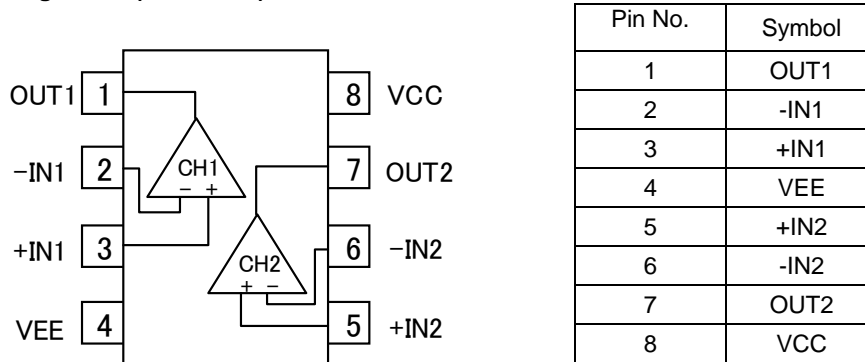 OUT1 1
-IN1 2
+IN1 3
VEE 4
CH1
- +
CH2
+ -
8 VCC
7 OUT2
6 -IN2
5 +IN2
Pin No. Symbol
1 OUT1
2 -IN1
3 +IN1
4 VEE
5 +IN2
6 -IN2
7 OUT2
8 VCC